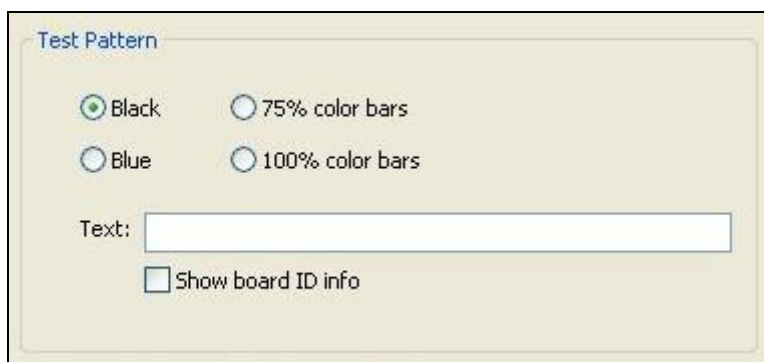 Test Pattern
Black 75% color bars
Blue 100% color bars
Text:
Show board ID info